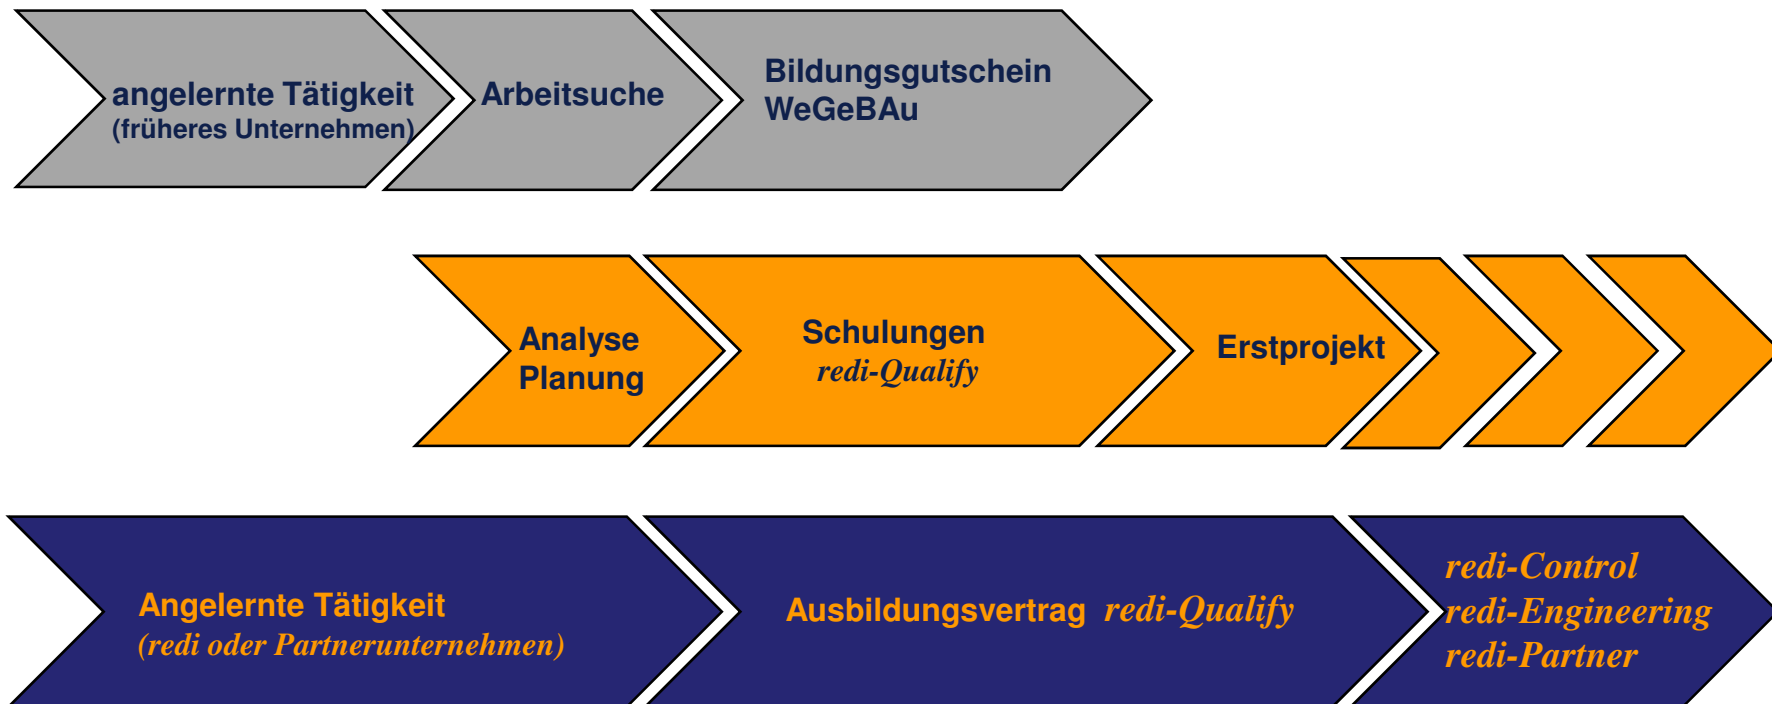 angelernte Tätigkeit
(früheres Unternehmen)
Arbeitsuche
Bildungsgutschein
WeGeBAu
Analyse
Planung
Schulungen
redi-Qualify
Erstprojekt
Angelernte Tätigkeit
(redi oder Partnerunternehmen)
Ausbildungsvertrag redi-Qualify
redi-Control
redi-Engineering
redi-Partner